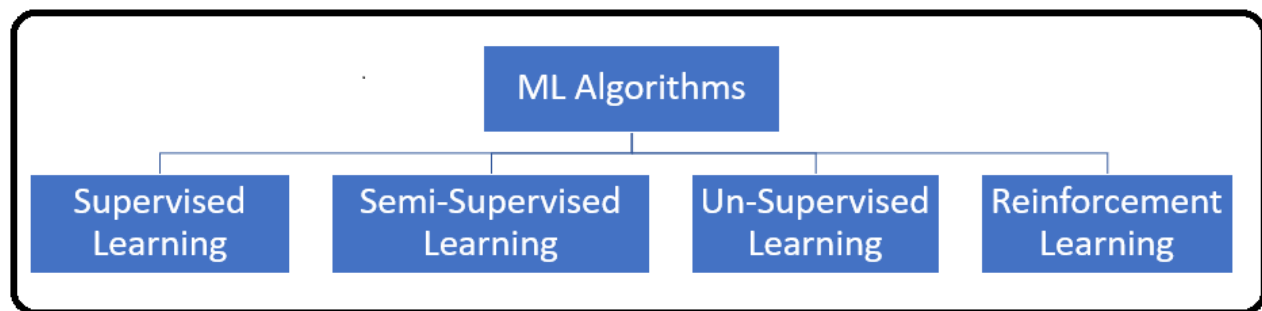 ML Algorithms
Supervised
Learning
Semi-Supervised
Learning
Un-Supervised
Learning
Reinforcement
Learning